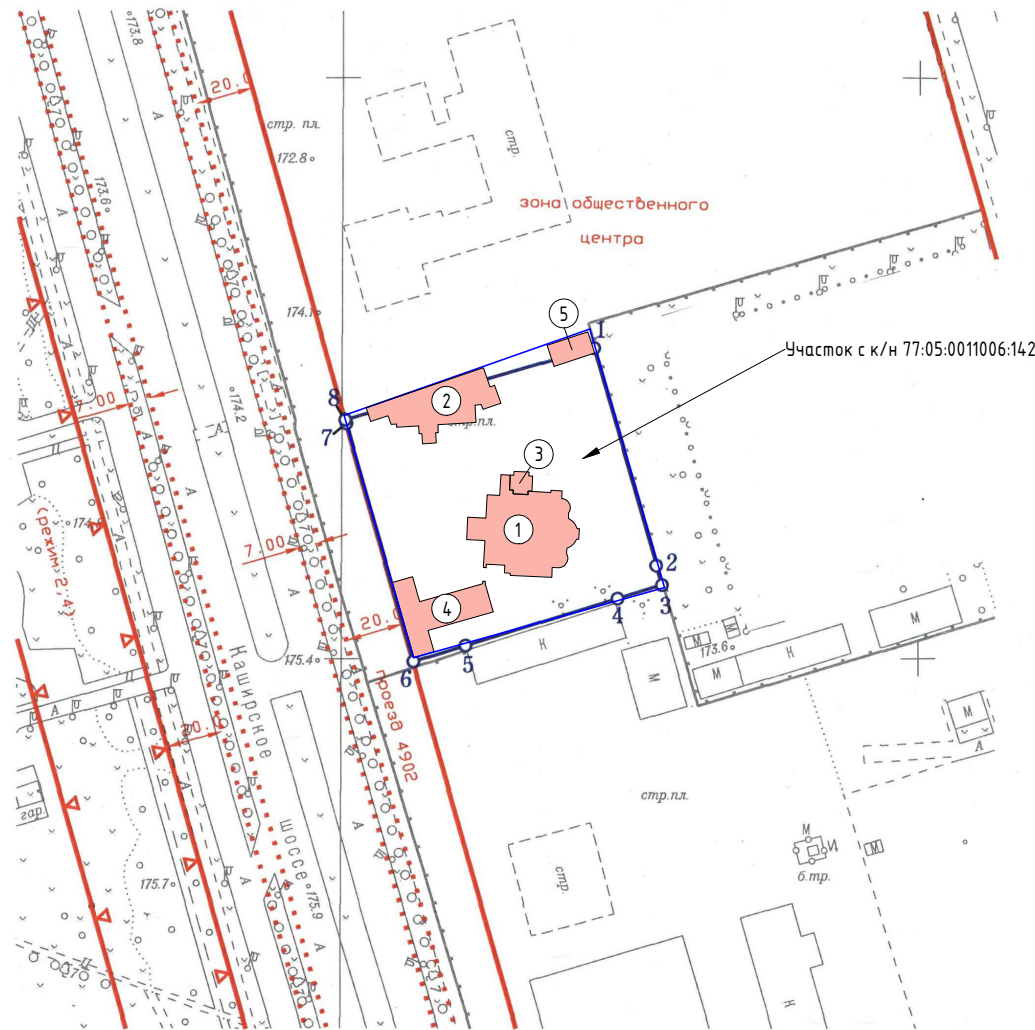 173.8
20.0
А
стр. пл.
172.8
стр.
173.6
зона общественного
центра
174.1
5
1
Участок с к/н 77:05:0011006:142
7.00
174.2
8
2
7
стр.пл.
3
(режим 2; 4)
7.00
1
2
3
4
4
20.0
М
М
Н
М
173.6
М
Н
М
5
6
175.4
Каширское
шоссе
проезд 4902
20.0
М
А
стр.пл.
гар.
М
И
М
б.тр.
стр.
175.7
175.9
Н